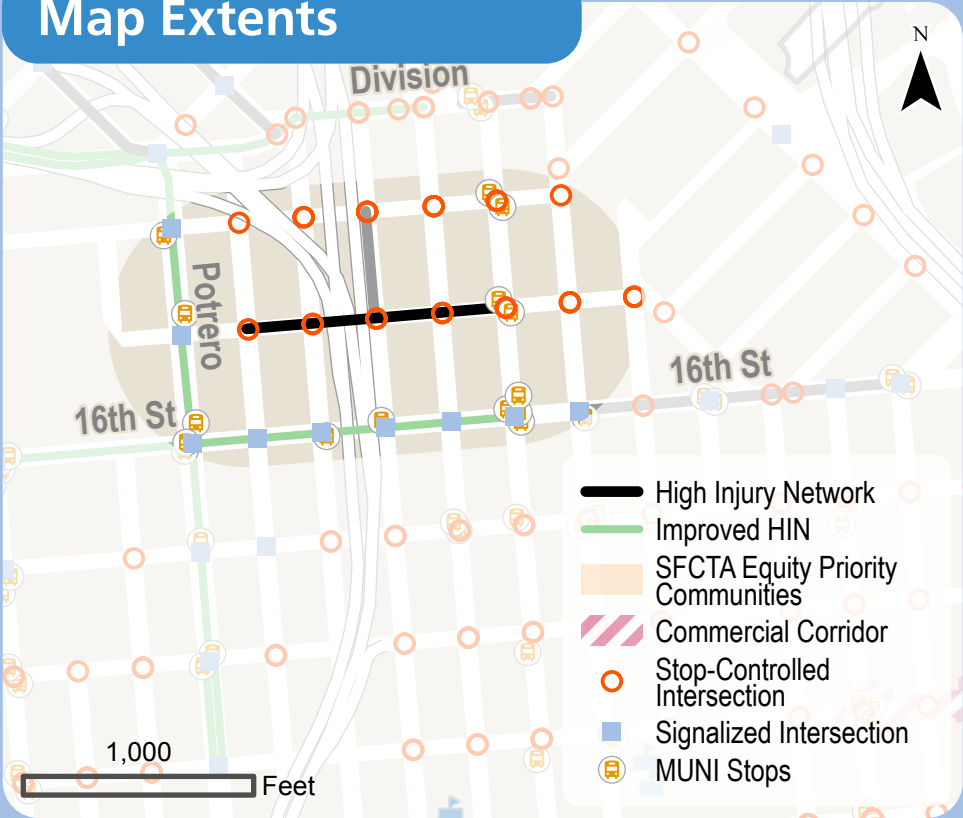 Map Extents
N
Division
Potrero
16th St
16th St
High Injury Network
Improved HIN
SFCTA Equity Priority
Communities
Commercial Corridor
Stop-Controlled
Intersection
Signalized Intersection
MUNI Stops
1,000
Feet